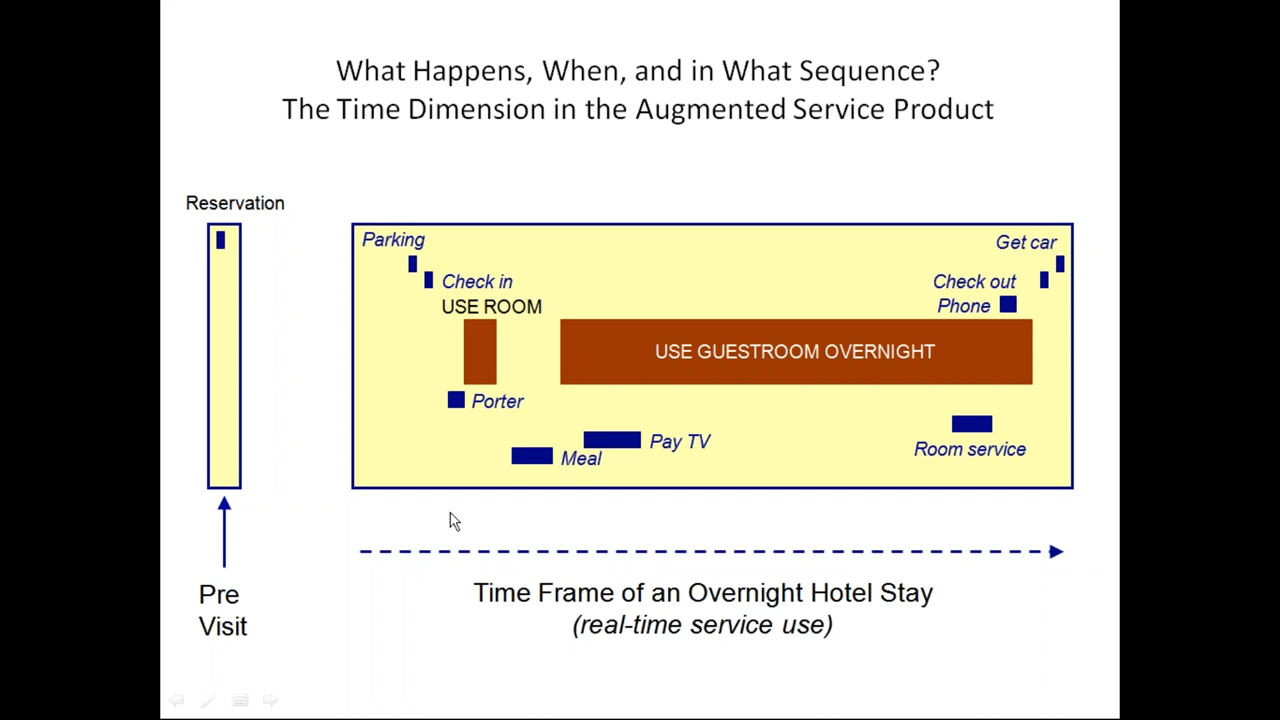 What Happens, When, and in What Sequence?
The Time Dimension in the Augmented Service Product
Reservation
Parking
Get car
Check in
Check out
USE ROOM
Phone
USE GUESTROOM OVERNIGHT
Porter
Pay TV
Meal
Room service
Pre
Visit
Time Frame of an Overnight Hotel Stay
(real-time service use)